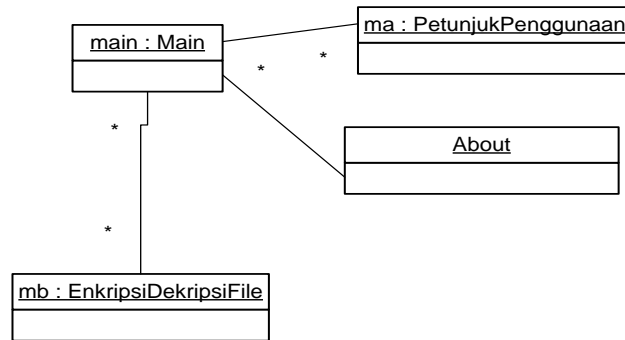 main : Main
ma : PetunjukPenggunaan
*
*
About
*
*
mb : EnkripsiDekripsiFile